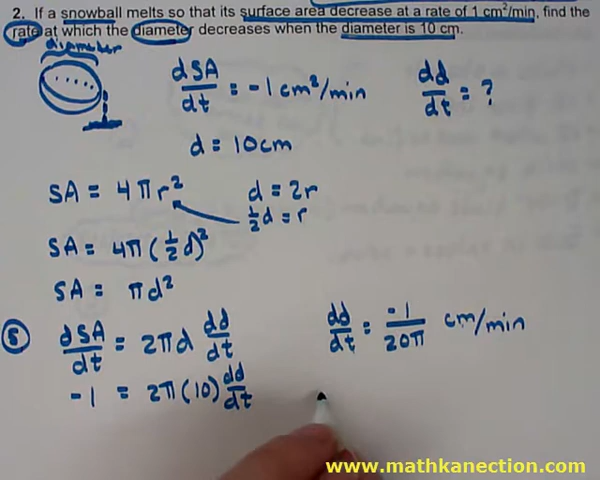 2. If a snowball melts so that its surface area decrease at a rate of 1 cm²/min, find the
rate at which the diameter decreases when the diameter is 10 cm.
diameter
dSA/dt = -1 cm²/min
dd/dt = ?
d = 10cm
SA = 4πr²
d = 2r
½d = r
SA = 4π(½d)²
SA = πd²
5
dSA/dt = 2πd dd/dt
dd/dt = -1/20π cm/min
-1 = 2π(10) dd/dt
www.mathkanection.com